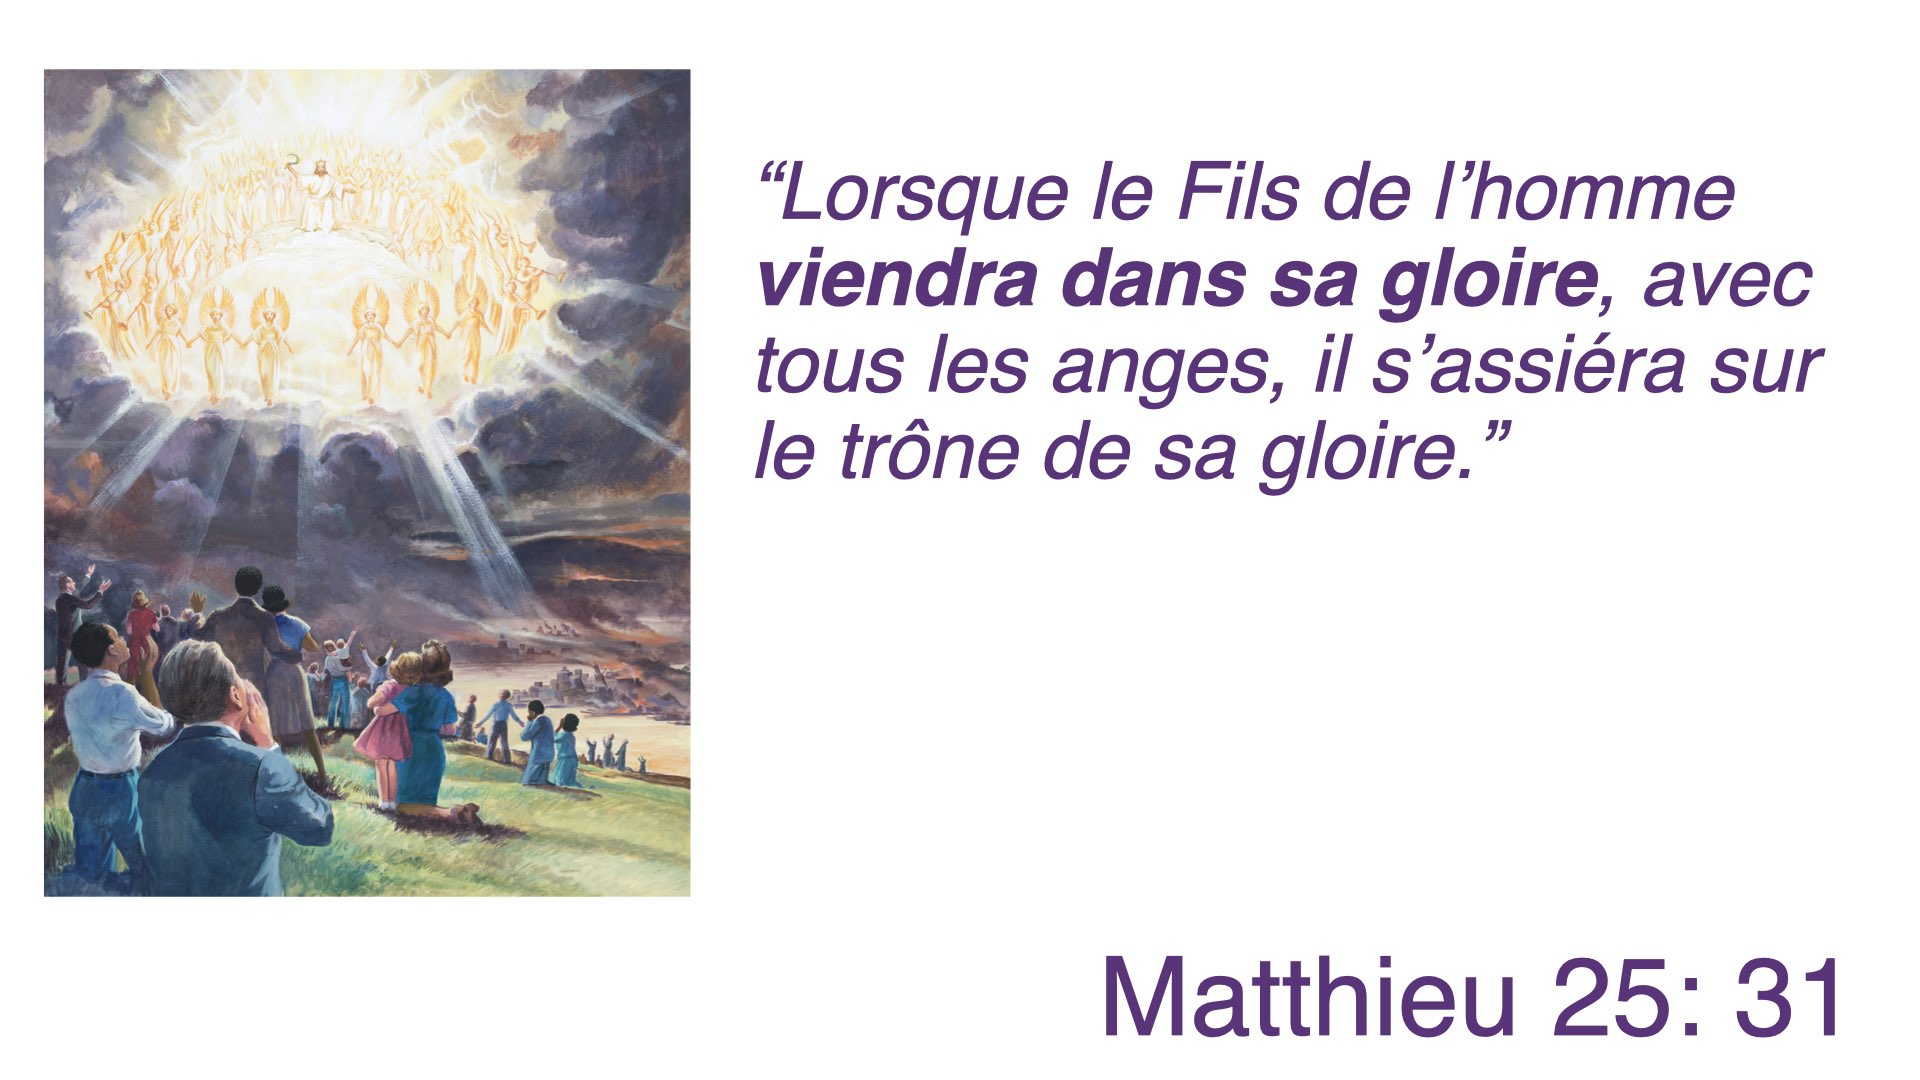 “Lorsque le Fils de l’homme
viendra dans sa gloire, avec
tous les anges, il s’assiéra sur
le trône de sa gloire.”
Matthieu 25: 31